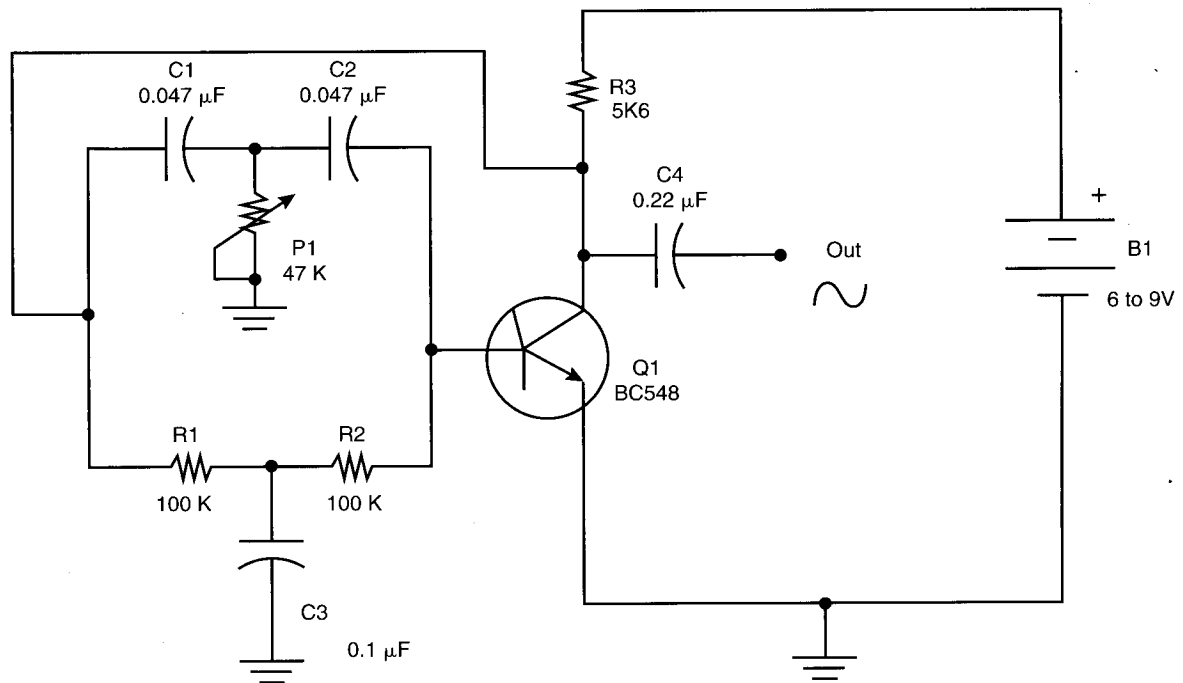 C1
0.047 µF
C2
0.047 µF
R3
5K6
C4
0.22 µF
P1
47 K
Out
+
B1
6 to 9V
Q1
BC548
R1
100 K
R2
100 K
C3
0.1 µF